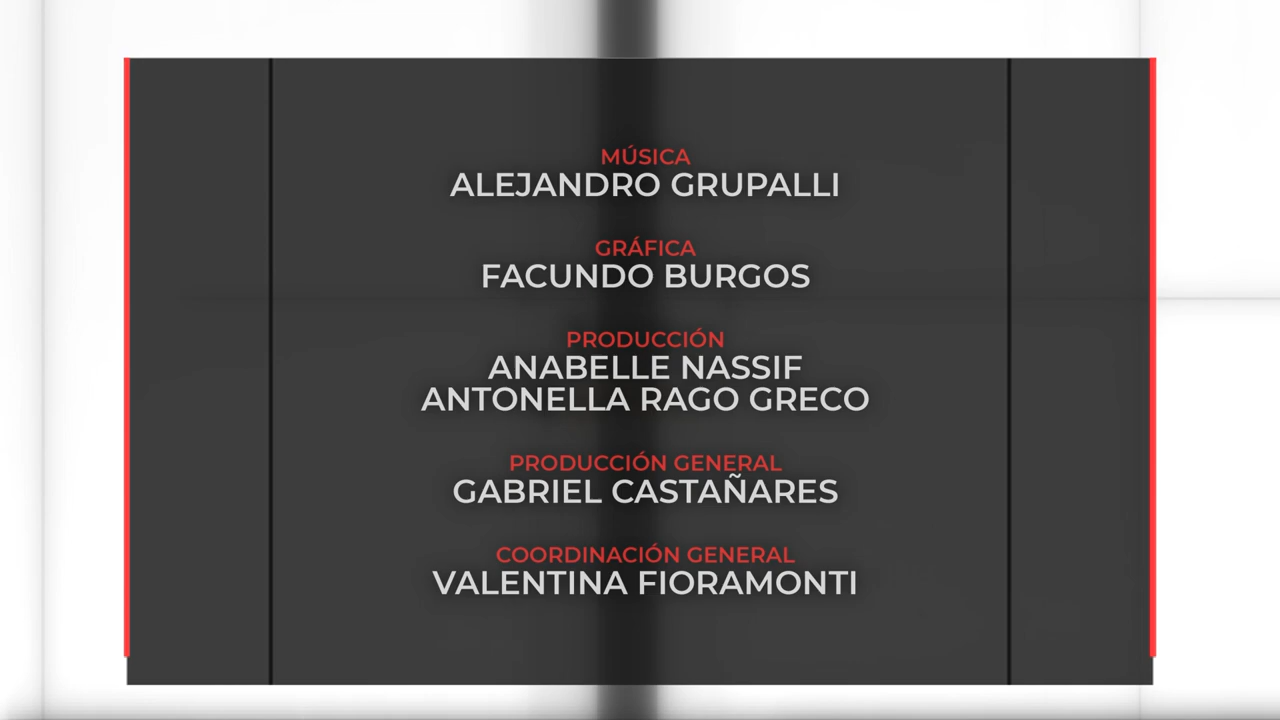 MÚSICA
ALEJANDRO GRUPALLI
GRÁFICA
FACUNDO BURGOS
PRODUCCIÓN
ANABELLE NASSIF
ANTONELLA RAGO GRECO
PRODUCCIÓN GENERAL
GABRIEL CASTAÑARES
COORDINACIÓN GENERAL
VALENTINA FIORAMONTI